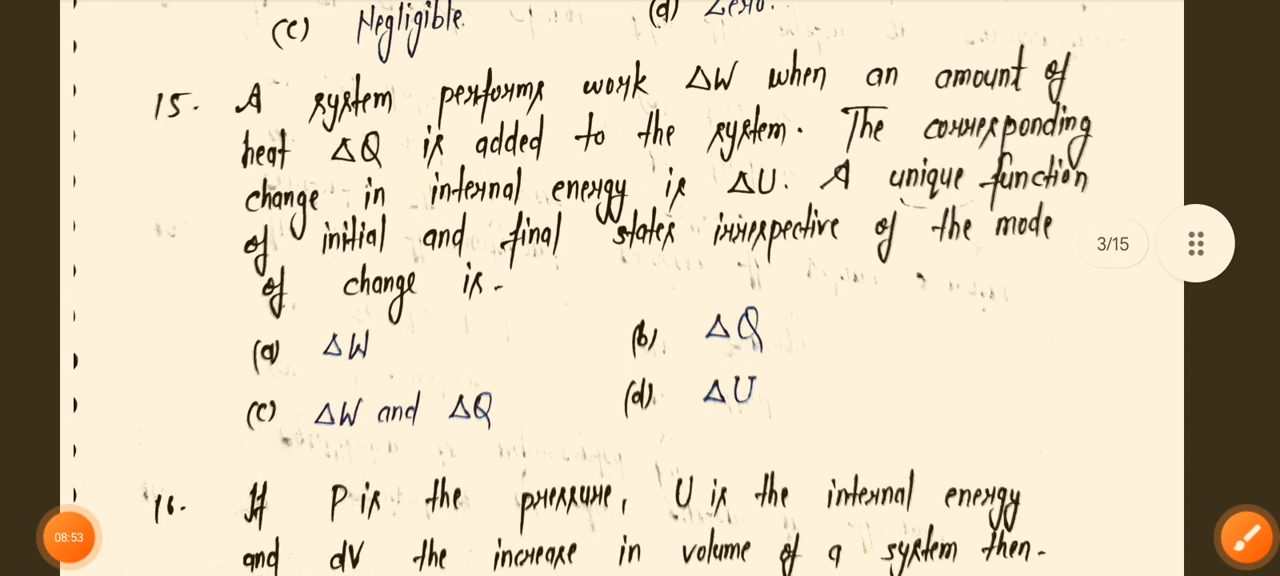 (c) Negligible. (d) Zero.
15. A system performs work ΔW when an amount of
heat ΔQ is added to the system. The corresponding
change in internal energy is ΔU. A unique function
of initial and final states irrespective of the mode
of change is-
(a) ΔW (b) ΔQ
(c) ΔW and ΔQ (d) ΔU
16. If P is the pressure, U is the internal energy
and dV the increase in volume of a system then-
3/15
08:53